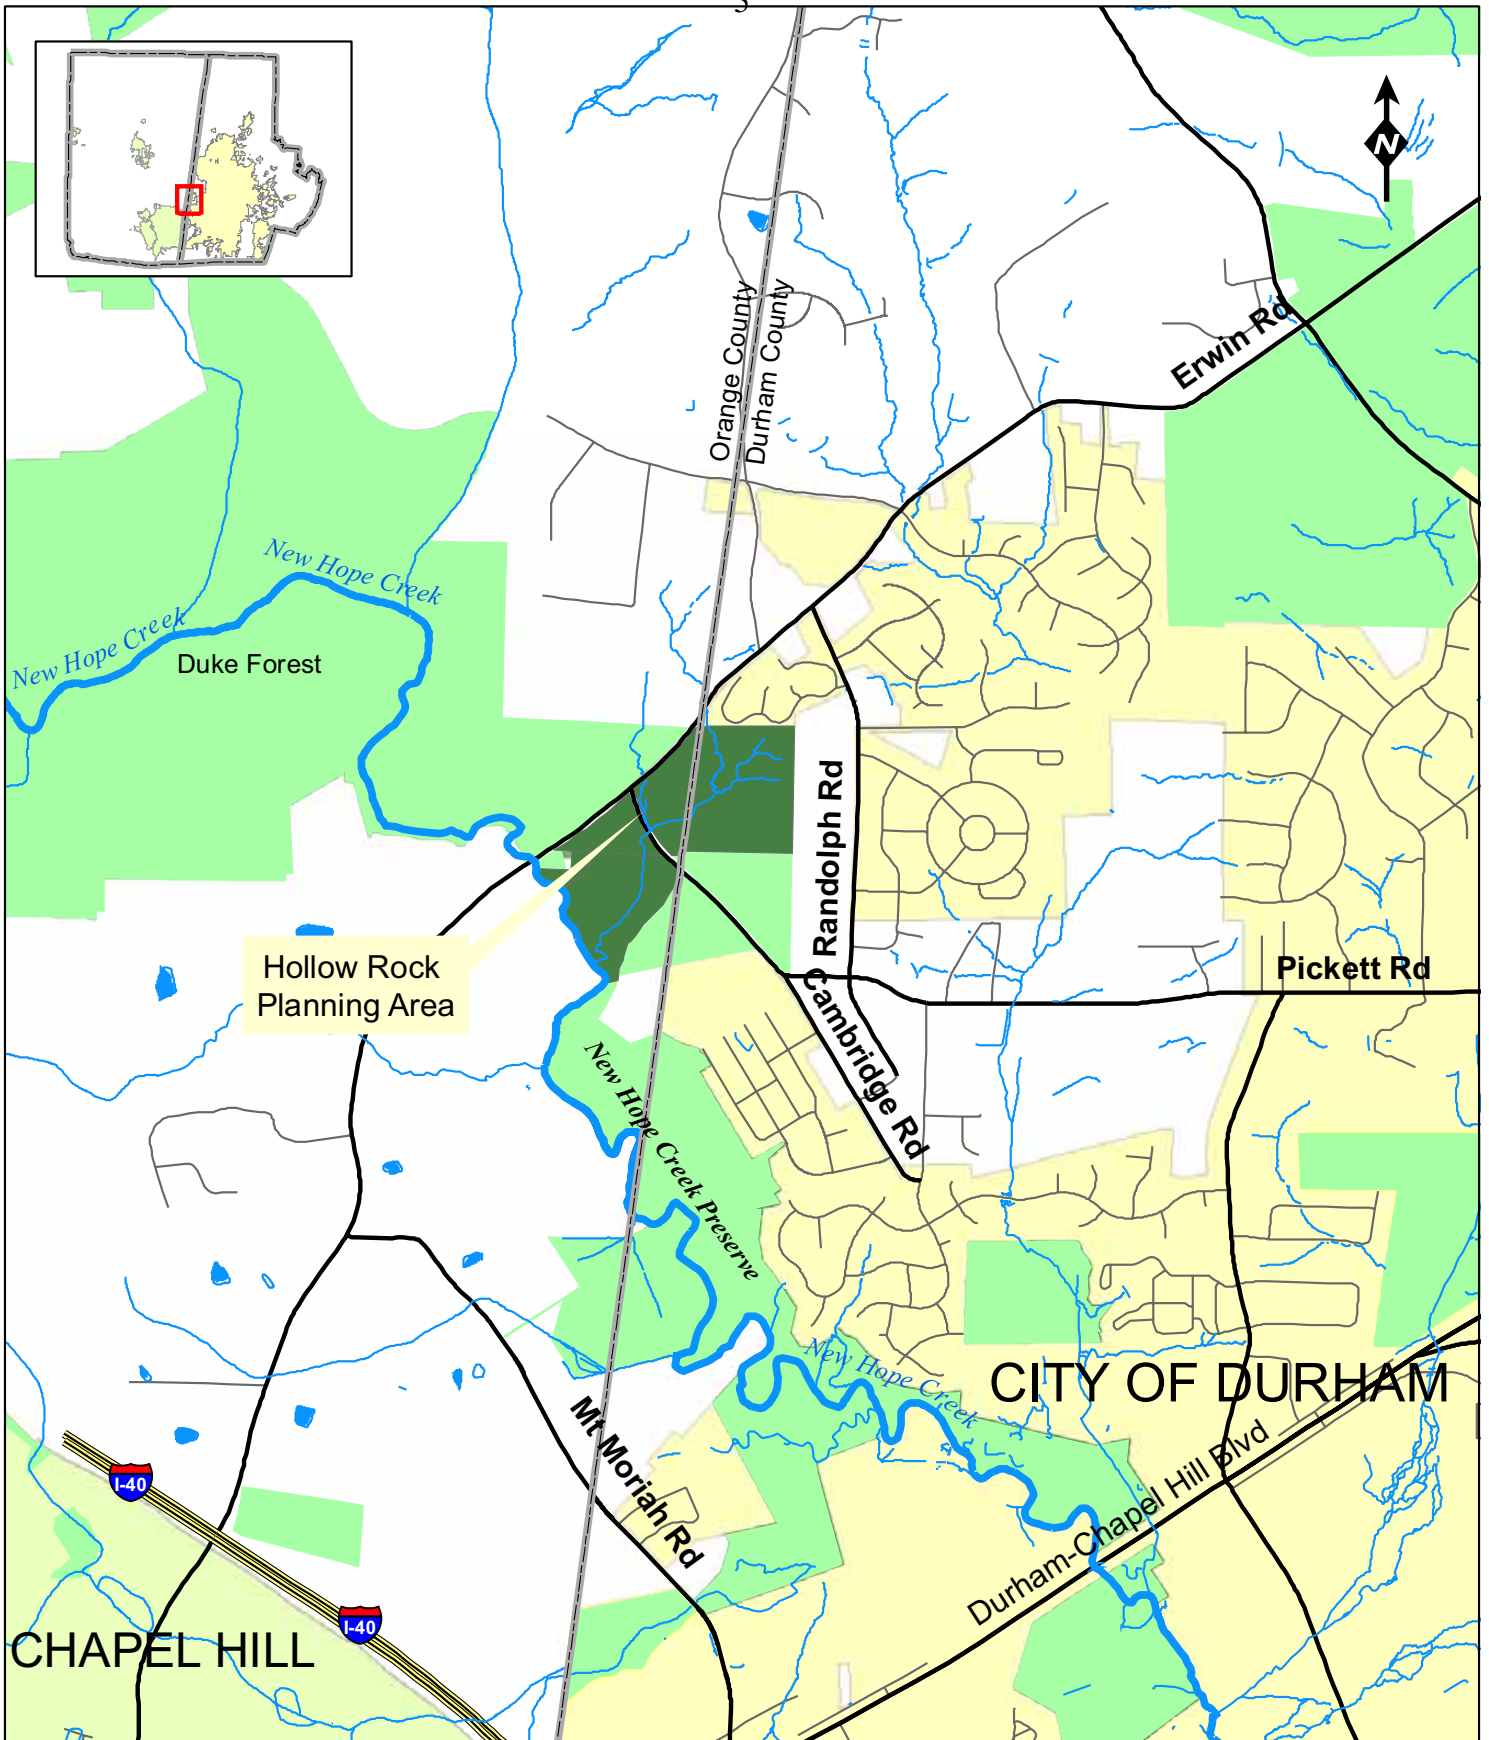 N
Orange County
Durham County
Erwin Rd
New Hope Creek
New Hope Creek
Duke Forest
Randolph Rd
Hollow Rock
Planning Area
Pickett Rd
Cambridge Rd
New Hope Creek Preserve
New Hope Creek
CITY OF DURHAM
Mt Moriah Rd
Durham-Chapel Hill Blvd
I-40
I-40
CHAPEL HILL